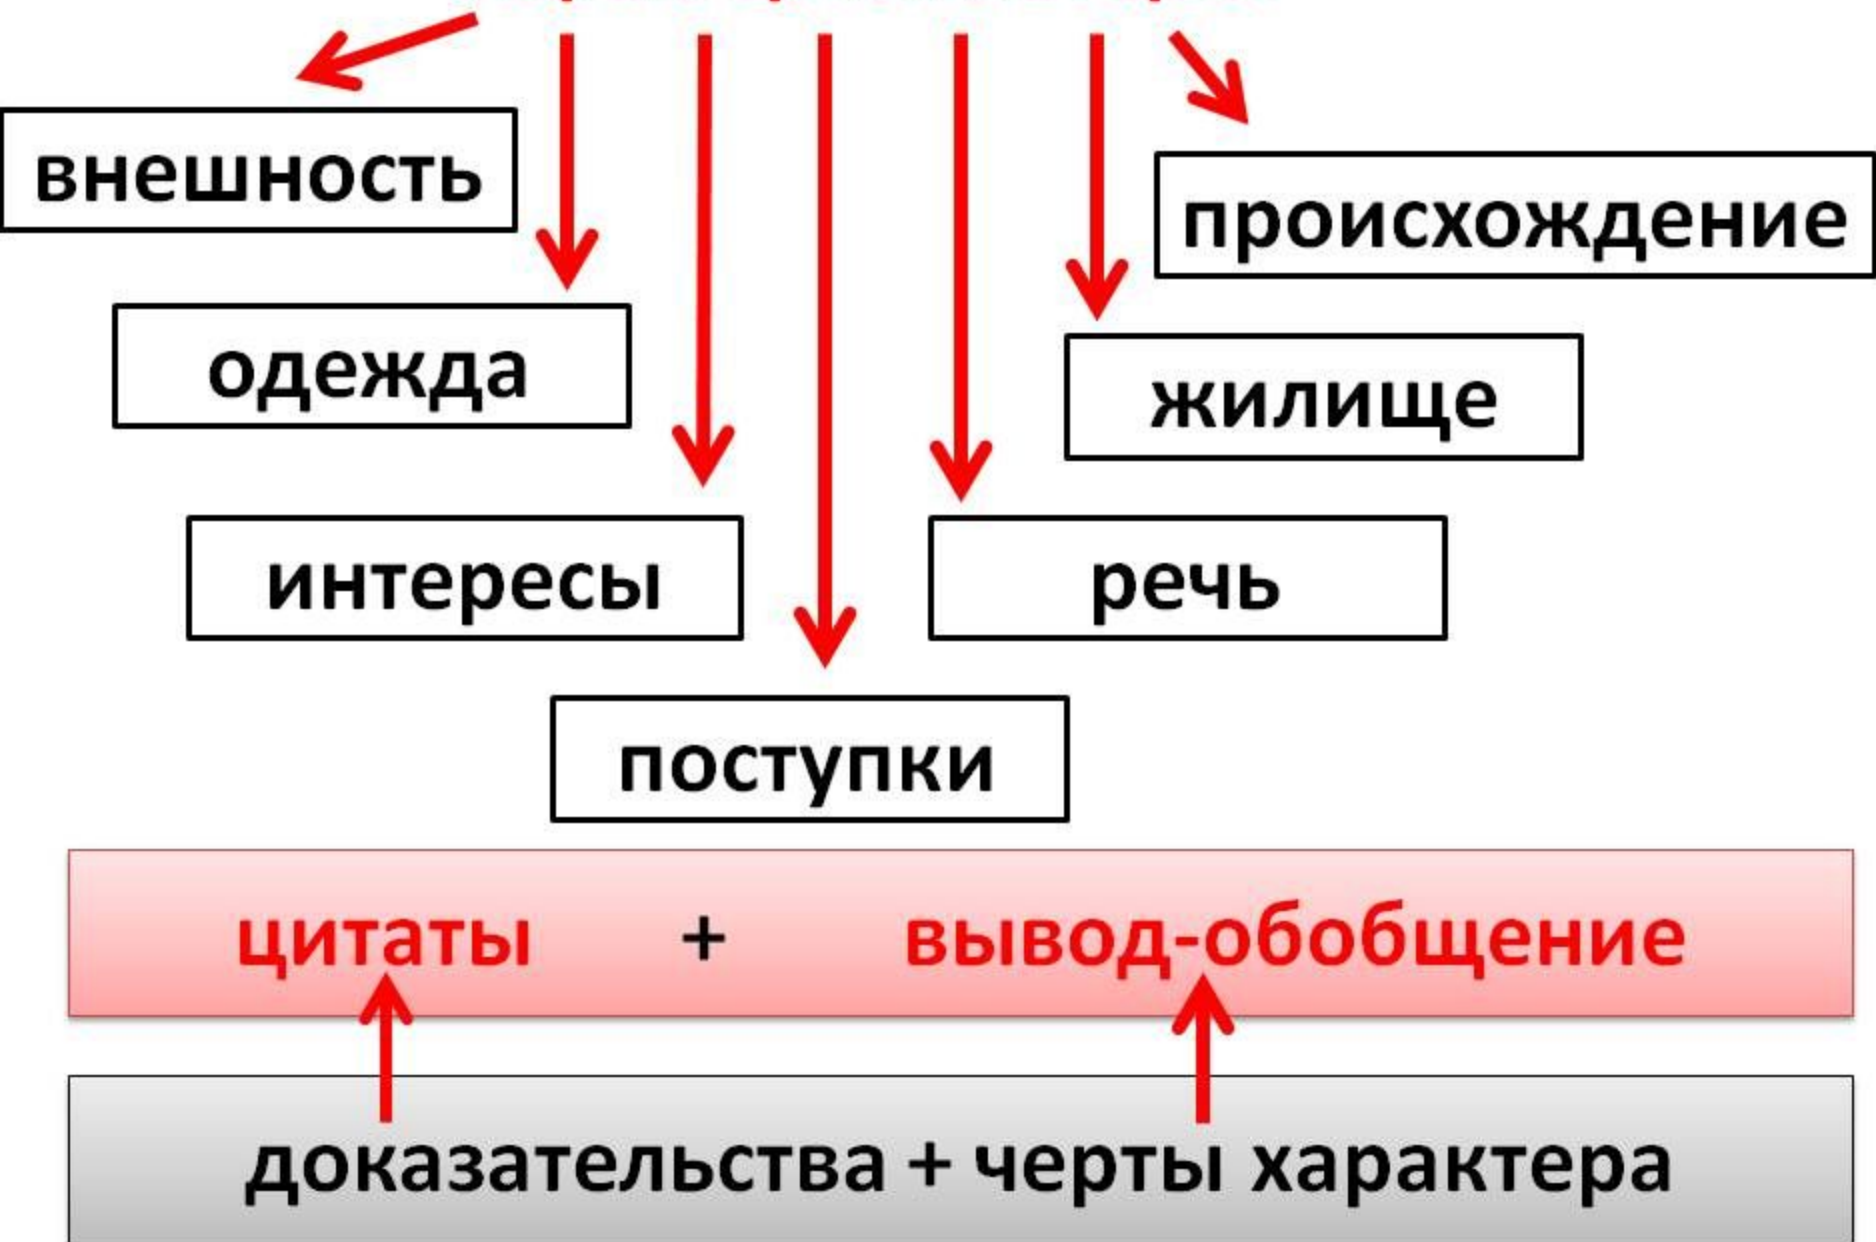 внешность
происхождение
одежда
жилище
интересы
речь
поступки
цитаты + вывод-обобщение
доказательства + черты характера